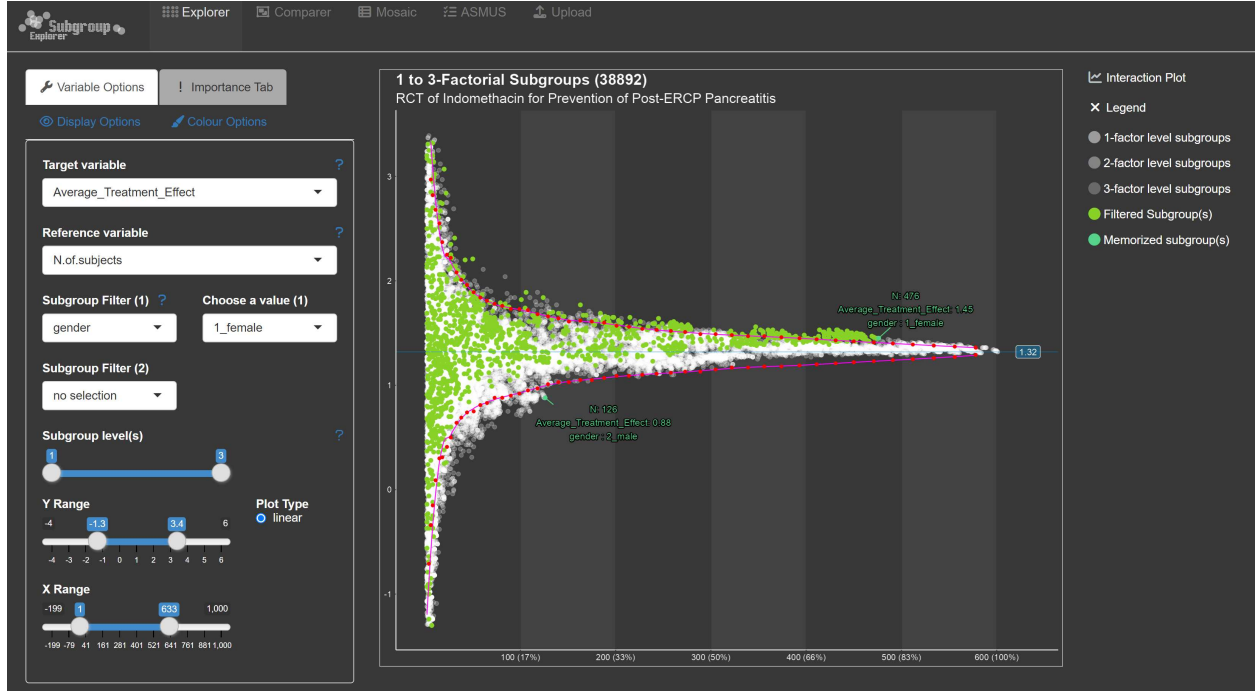 Subgroup
Explorer
Explorer
Comparer
Mosaic
ASMUS
Upload
Variable Options
! Importance Tab
Display Options
Colour Options
Target variable ?
Average_Treatment_Effect
Reference variable ?
N.of.subjects
Subgroup Filter (1) ? Choose a value (1)
gender 1_female
Subgroup Filter (2)
no selection
Subgroup level(s) ?
1 3
Y Range Plot Type
-4 -1.3 3.4 6 linear
-4 -3 -2 -1 0 1 2 3 4 5 6
X Range
-199 1 633 1,000
-199 -79 41 161 281 401 521 641 761 881 1,000
1 to 3-Factorial Subgroups (38892)
RCT of Indomethacin for Prevention of Post-ERCP Pancreatitis
3
2
1
0
-1
N: 476
Average_Treatment_Effect: 1.45
gender : 1_female
1.32
N: 126
Average_Treatment_Effect: 0.88
gender : 2_male
100 (17%) 200 (33%) 300 (50%) 400 (66%) 500 (83%) 600 (100%)
Interaction Plot
Legend
1-factor level subgroups
2-factor level subgroups
3-factor level subgroups
Filtered Subgroup(s)
Memorized subgroup(s)